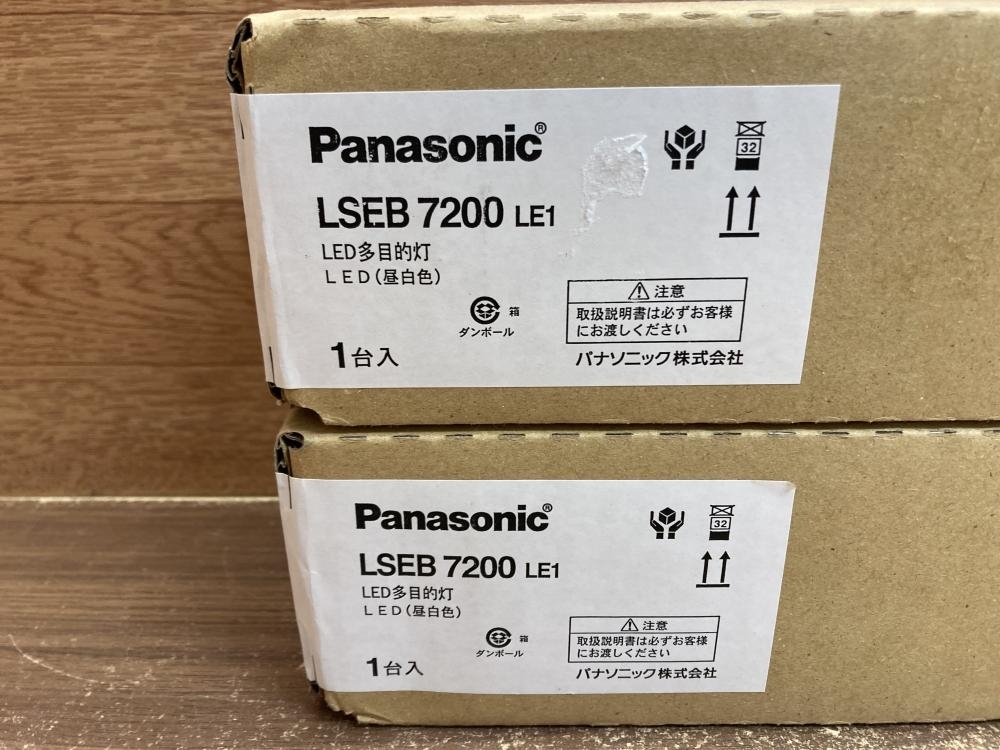 Panasonic®
32
LSEB 7200 LE1
LED多目的灯
LED(昼白色)
⚠注意
取扱説明書は必ずお客様
にお渡しください
箱
ダンボール
1台入
パナソニック株式会社
Panasonic®
32
LSEB 7200 LE1
LED多目的灯
LED(昼白色)
⚠注意
取扱説明書は必ずお客様
にお渡しください
箱
ダンボール
1台入
パナソニック株式会社